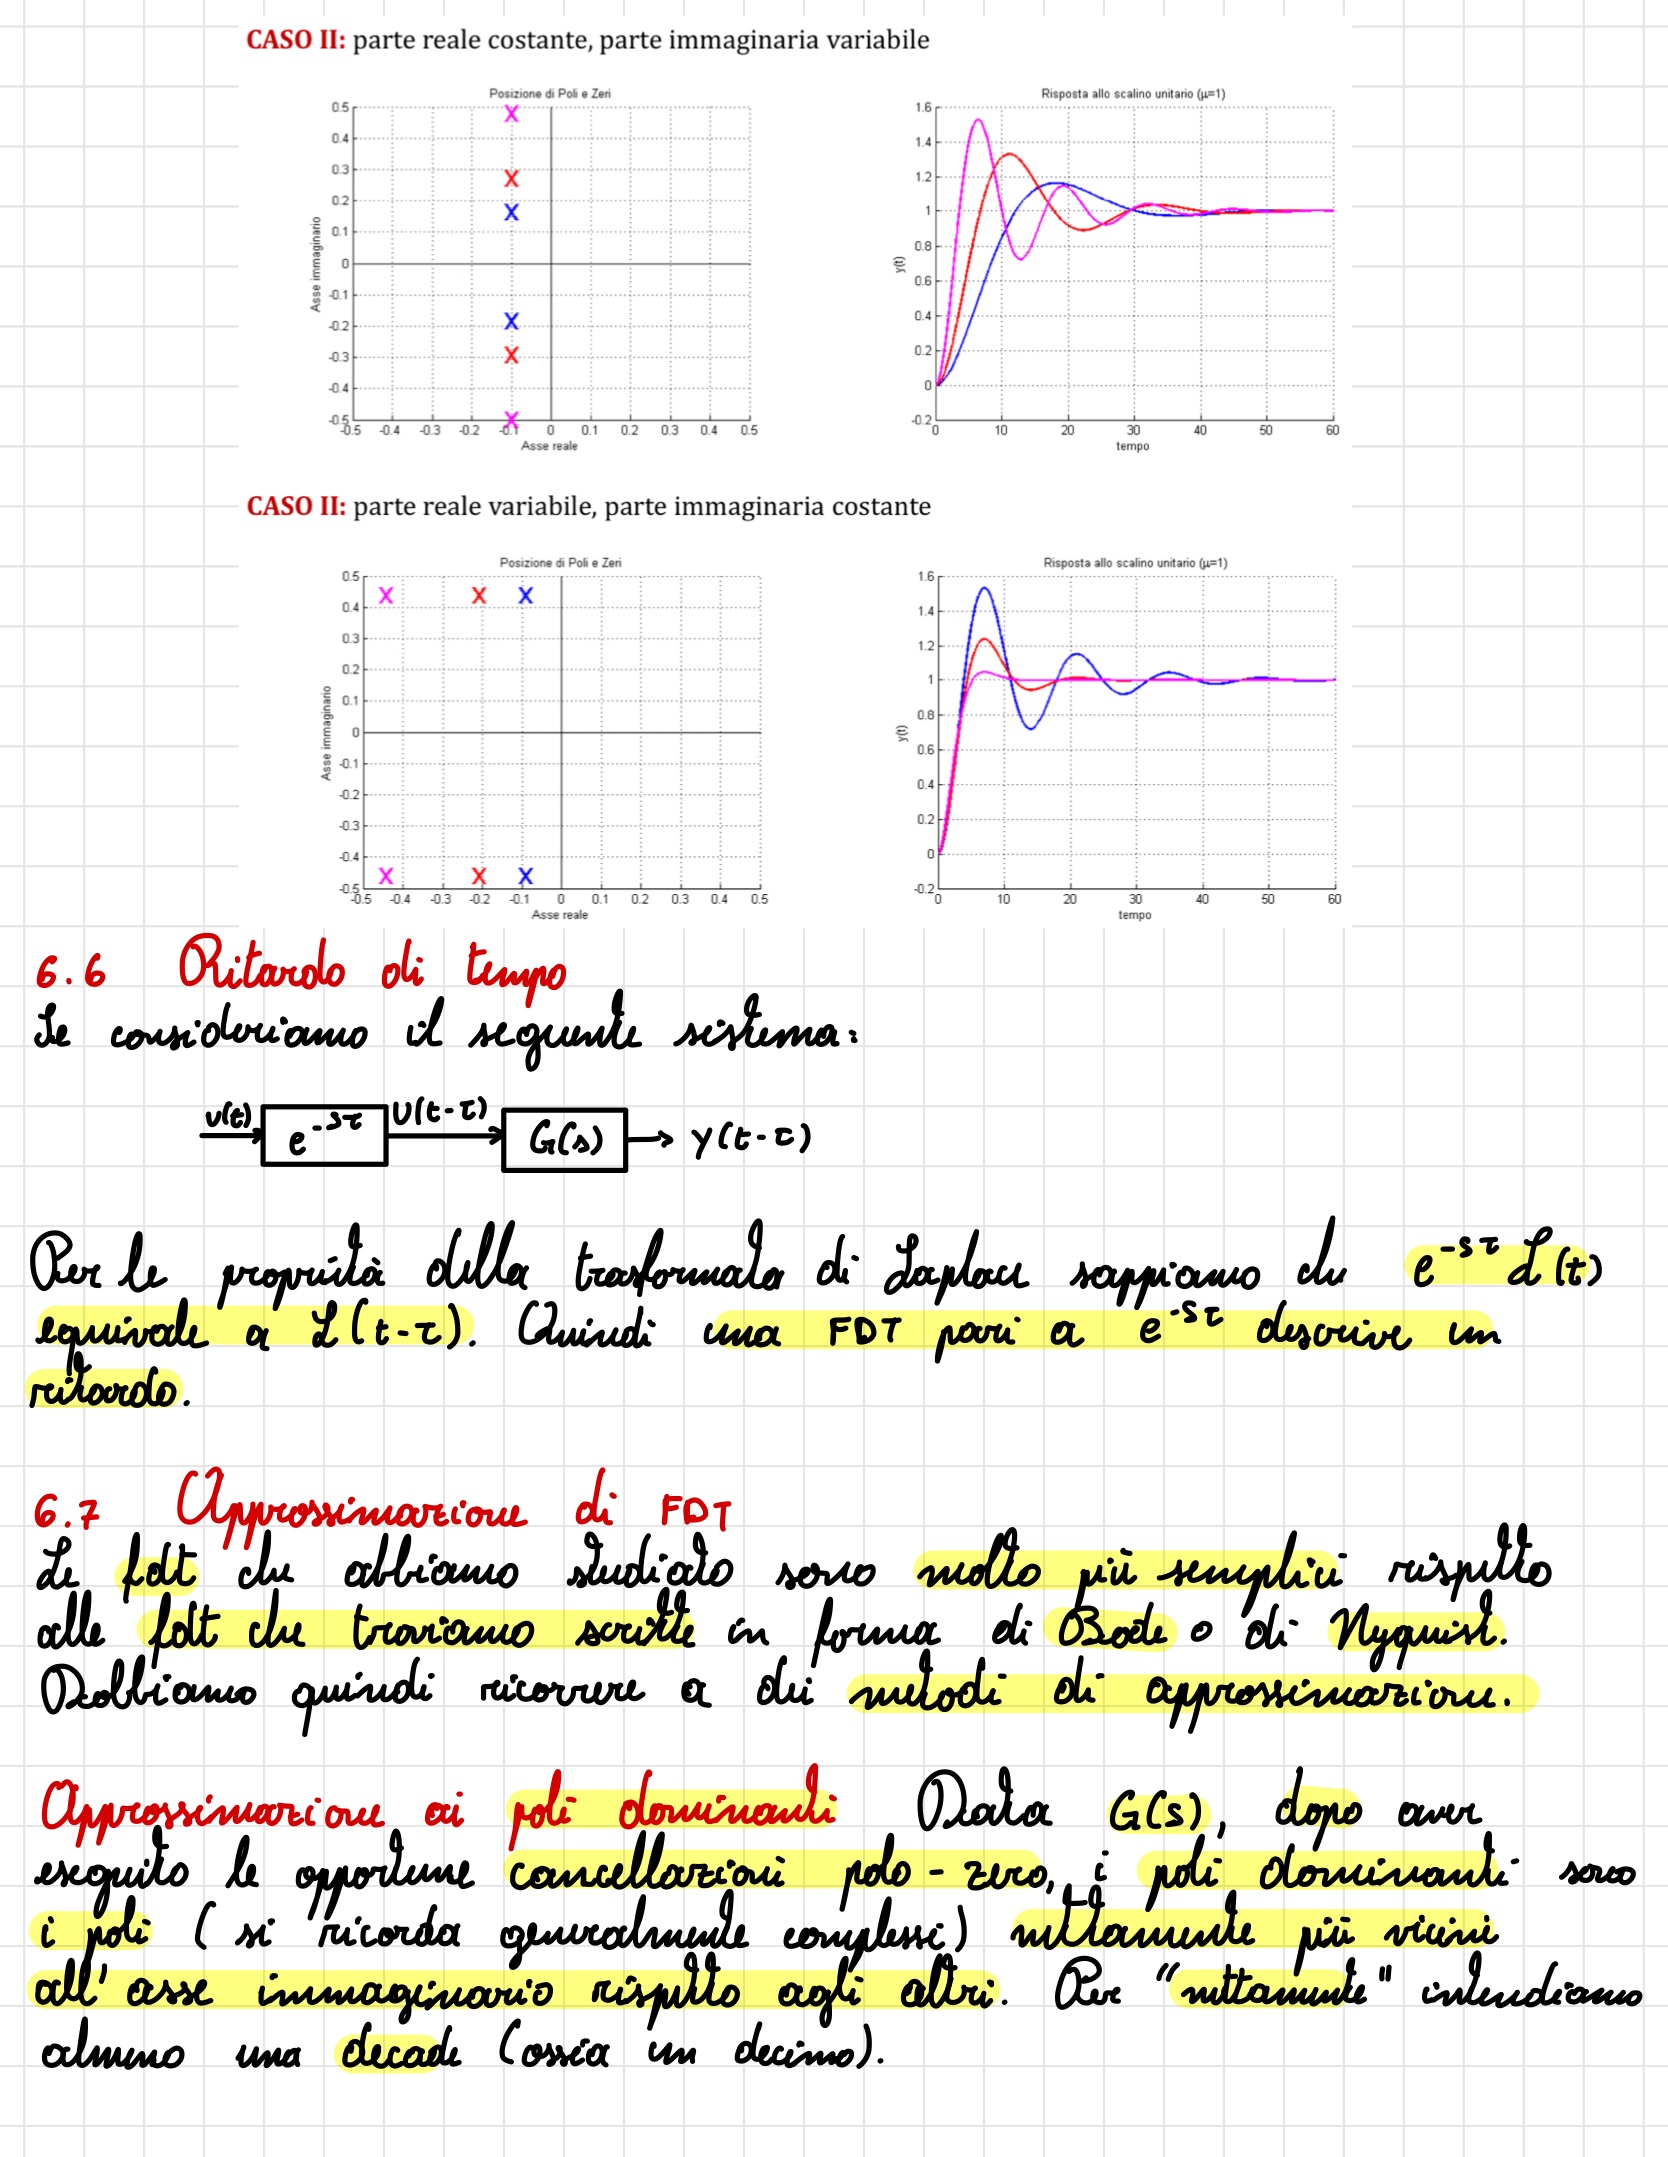 CASO II: parte reale costante, parte immaginaria variabile
Posizione di Poli e Zeri
Asse immaginario
0.5
0.4
0.3
0.2
0.1
0
-0.1
-0.2
-0.3
-0.4
-0.5
-0.5 -0.4 -0.3 -0.2 -0.1 0 0.1 0.2 0.3 0.4 0.5
Asse reale
Risposta allo scalino unitario (μ=1)
y(t)
1.6
1.4
1.2
1
0.8
0.6
0.4
0.2
0
-0.2
0 10 20 30 40 50 60
tempo
CASO II: parte reale variabile, parte immaginaria costante
Posizione di Poli e Zeri
Asse immaginario
0.5
0.4
0.3
0.2
0.1
0
-0.1
-0.2
-0.3
-0.4
-0.5
-0.5 -0.4 -0.3 -0.2 -0.1 0 0.1 0.2 0.3 0.4 0.5
Asse reale
Risposta allo scalino unitario (μ=1)
y(t)
1.6
1.4
1.2
1
0.8
0.6
0.4
0.2
0
-0.2
0 10 20 30 40 50 60
tempo
6.6 Ritardo di tempo
Se consideriamo il seguente sistema:
u(t) e^-sτ U(t-τ) G(s) y(t-τ)
Per le proprietà della trasformata di Laplace sappiamo che e^-sτ ℒ(t)
equivale a ℒ(t-τ). Quindi una FDT pari a e^-sτ descrive un
ritardo.
6.7 Approssimazione di FDT
Le fdt che abbiamo studiato sono molto più semplici rispetto
alle fdt che troviamo scritte in forma di Bode o di Nyquist.
Dobbiamo quindi ricorrere a dei metodi di approssimazione.
Approssimazione ai poli dominanti Data G(s), dopo aver
eseguito le opportune cancellazioni polo-zero, i poli dominanti sono
i poli (si ricorda generalmente complessi) nettamente più vicini
all'asse immaginario rispetto agli altri. Per "nettamente" intendiamo
almeno una decade (ossia un decimo).